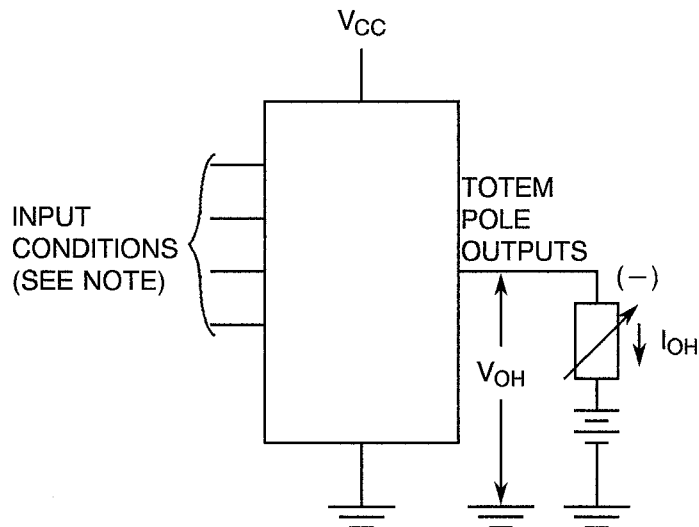 VCC
INPUT
CONDITIONS
(SEE NOTE)
TOTEM
POLE
OUTPUTS
(−)
IOH
VOH